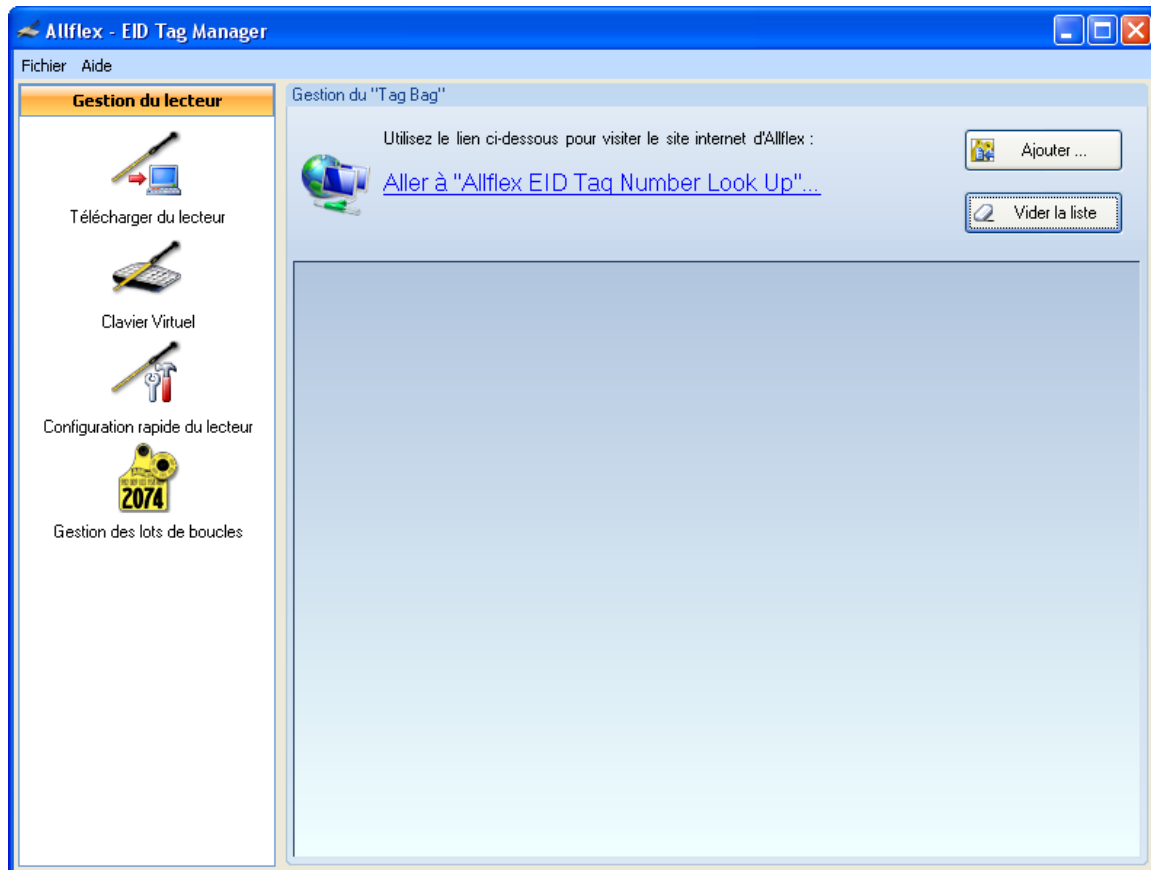 Allflex - EID Tag Manager
Fichier Aide
Gestion du lecteur
Télécharger du lecteur
Clavier Virtuel
Configuration rapide du lecteur
2074
Gestion des lots de boucles
Gestion du "Tag Bag"
Utilisez le lien ci-dessous pour visiter le site internet d'Allflex :
Aller à "Allflex EID Tag Number Look Up"...
Ajouter ...
Vider la liste